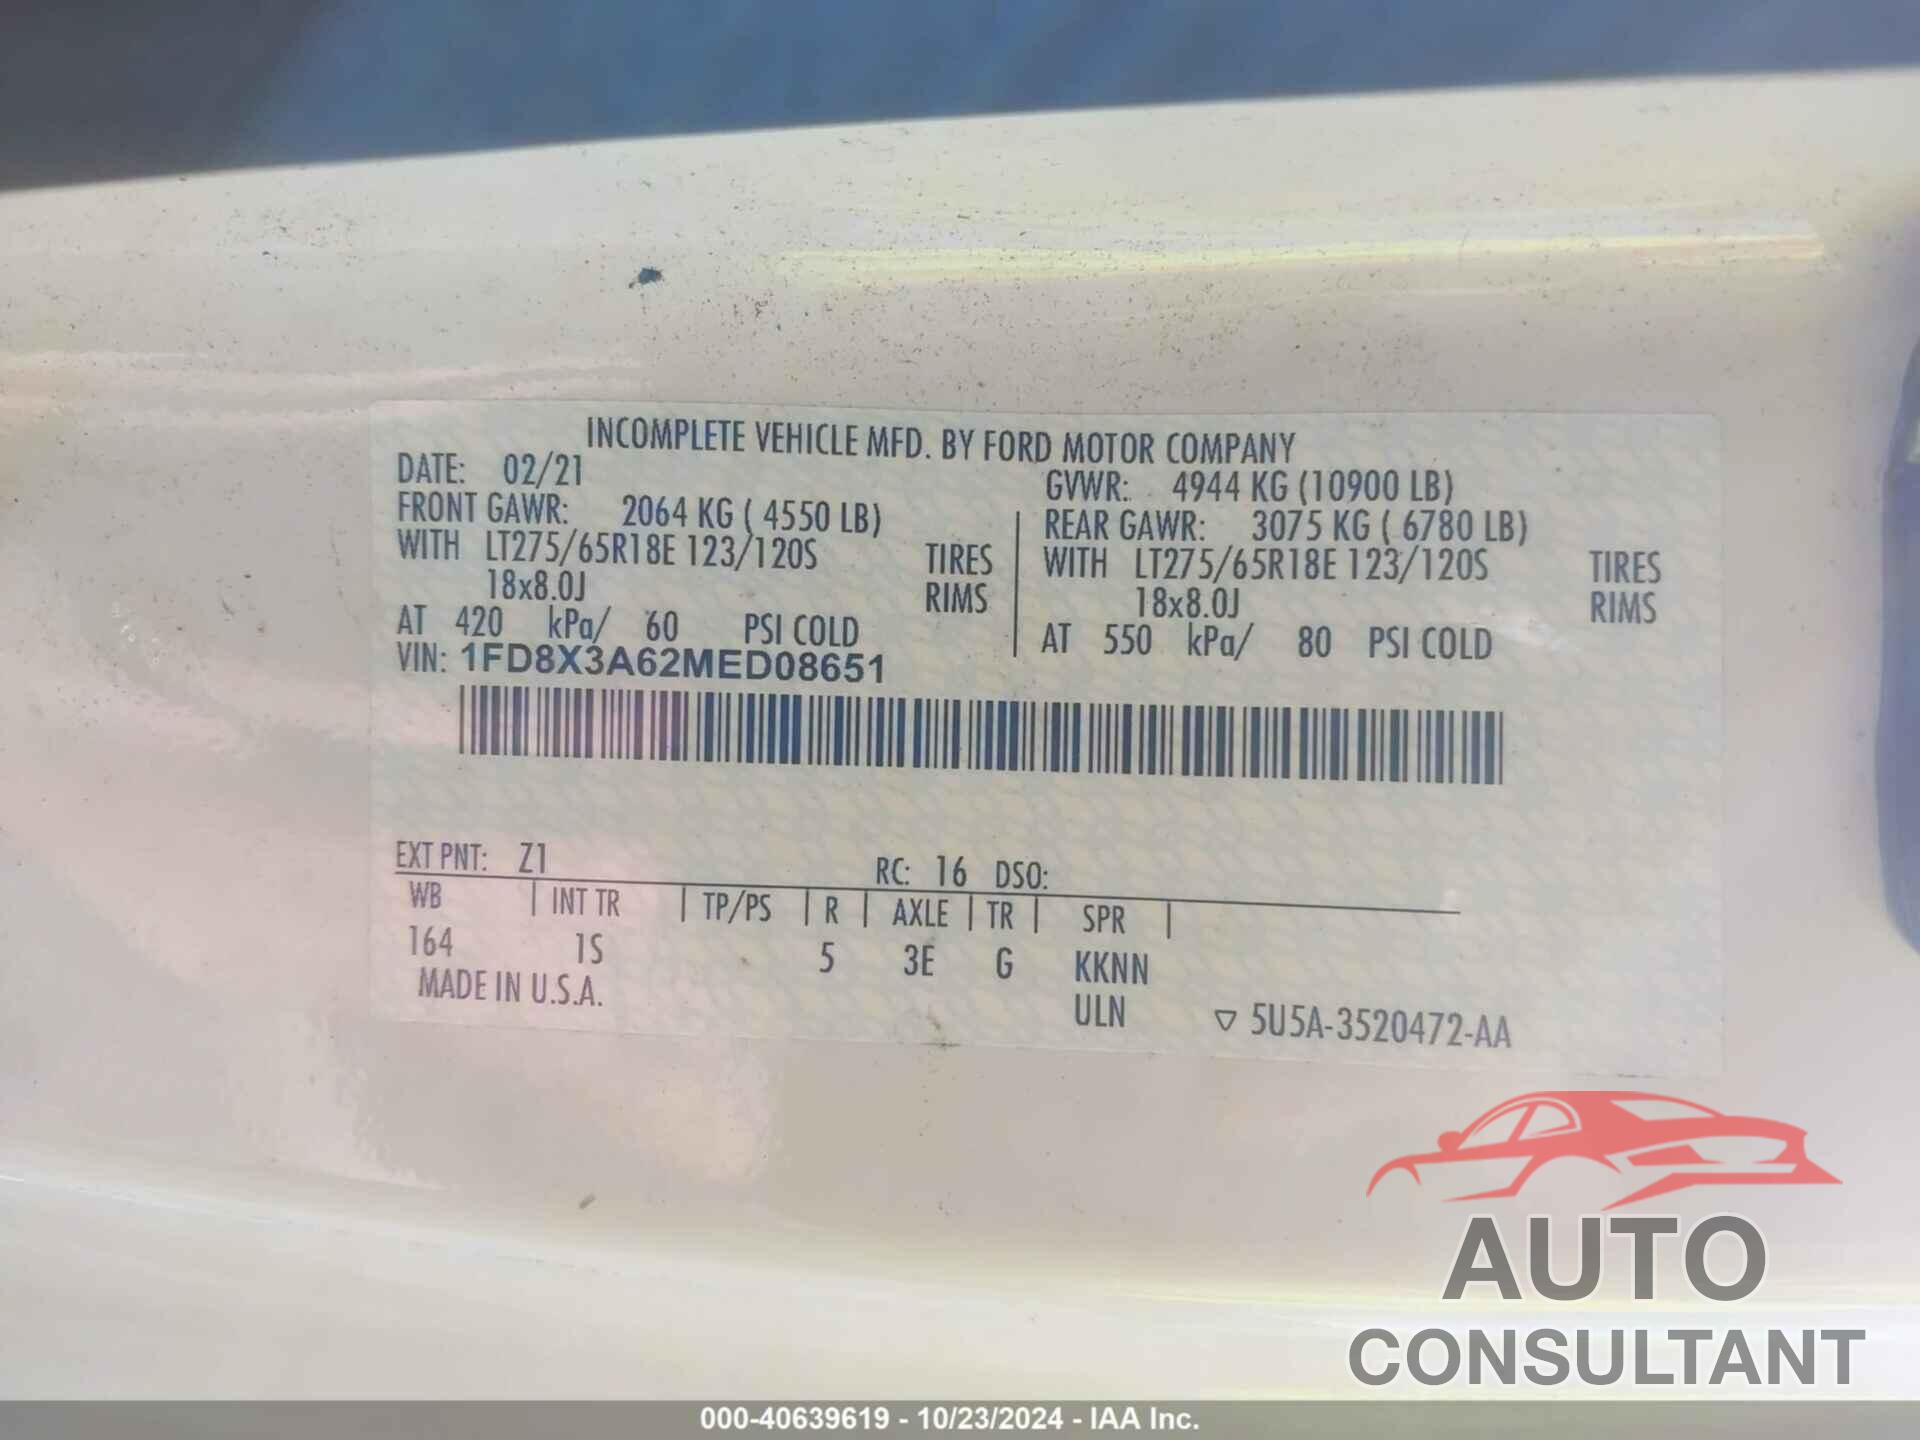 INCOMPLETE VEHICLE MFD. BY FORD MOTOR COMPANY
DATE: 02/21
GVWR: 4944 KG (10900 LB)
FRONT GAWR: 2064 KG ( 4550 LB)
REAR GAWR: 3075 KG ( 6780 LB)
WITH LT275/65R18E 123/120S TIRES
WITH LT275/65R18E 123/120S TIRES
18x8.0J RIMS
18x8.0J RIMS
AT 420 kPa/ 60 PSI COLD
AT 550 kPa/ 80 PSI COLD
VIN: 1FD8X3A62MED08651
EXT PNT: Z1 RC: 16 DSO:
WB | INT TR | TP/PS | R | AXLE | TR | SPR |
164 1S 5 3E G KKNN
MADE IN U.S.A. ULN ▽ 5U5A-3520472-AA
AUTO
CONSULTANT
000-40639619 - 10/23/2024 - IAA Inc.